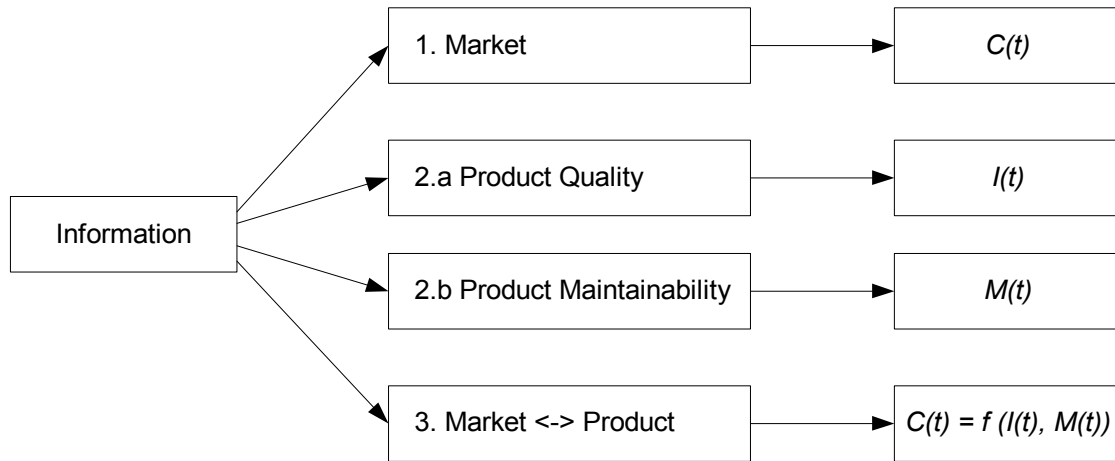 1. Market
C(t)
2.a Product Quality
I(t)
Information
2.b Product Maintainability
M(t)
3. Market <-> Product
C(t) = f (I(t), M(t))